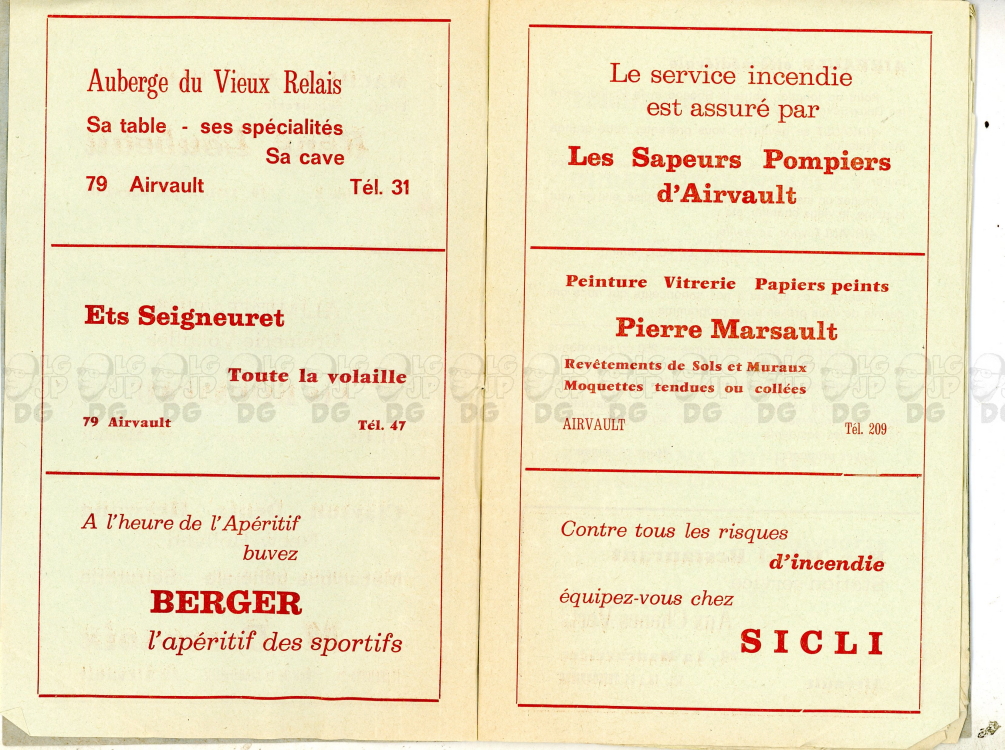 Auberge du Vieux Relais
Sa table - ses spécialités
Sa cave
79 Airvault Tél. 31
Ets Seigneuret
Toute la volaille
79 Airvault Tél. 47
A l'heure de l'Apéritif
buvez
BERGER
l'apéritif des sportifs
Le service incendie
est assuré par
Les Sapeurs Pompiers
d'Airvault
Peinture Vitrerie Papiers peints
Pierre Marsault
Revêtements de Sols et Muraux
Moquettes tendues ou collées
AIRVAULT Tél. 209
Contre tous les risques
d'incendie
équipez-vous chez
SICLI